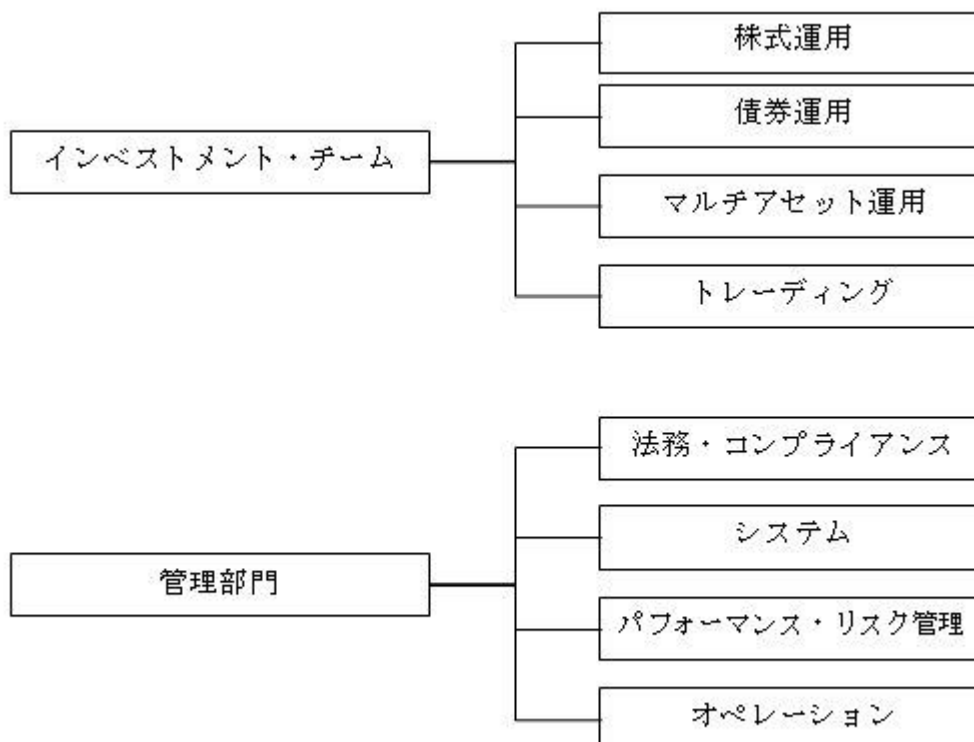 株式運用
債券運用
インベストメント・チーム
マルチアセット運用
トレーディング
法務・コンプライアンス
システム
管理部門
パフォーマンス・リスク管理
オペレーション